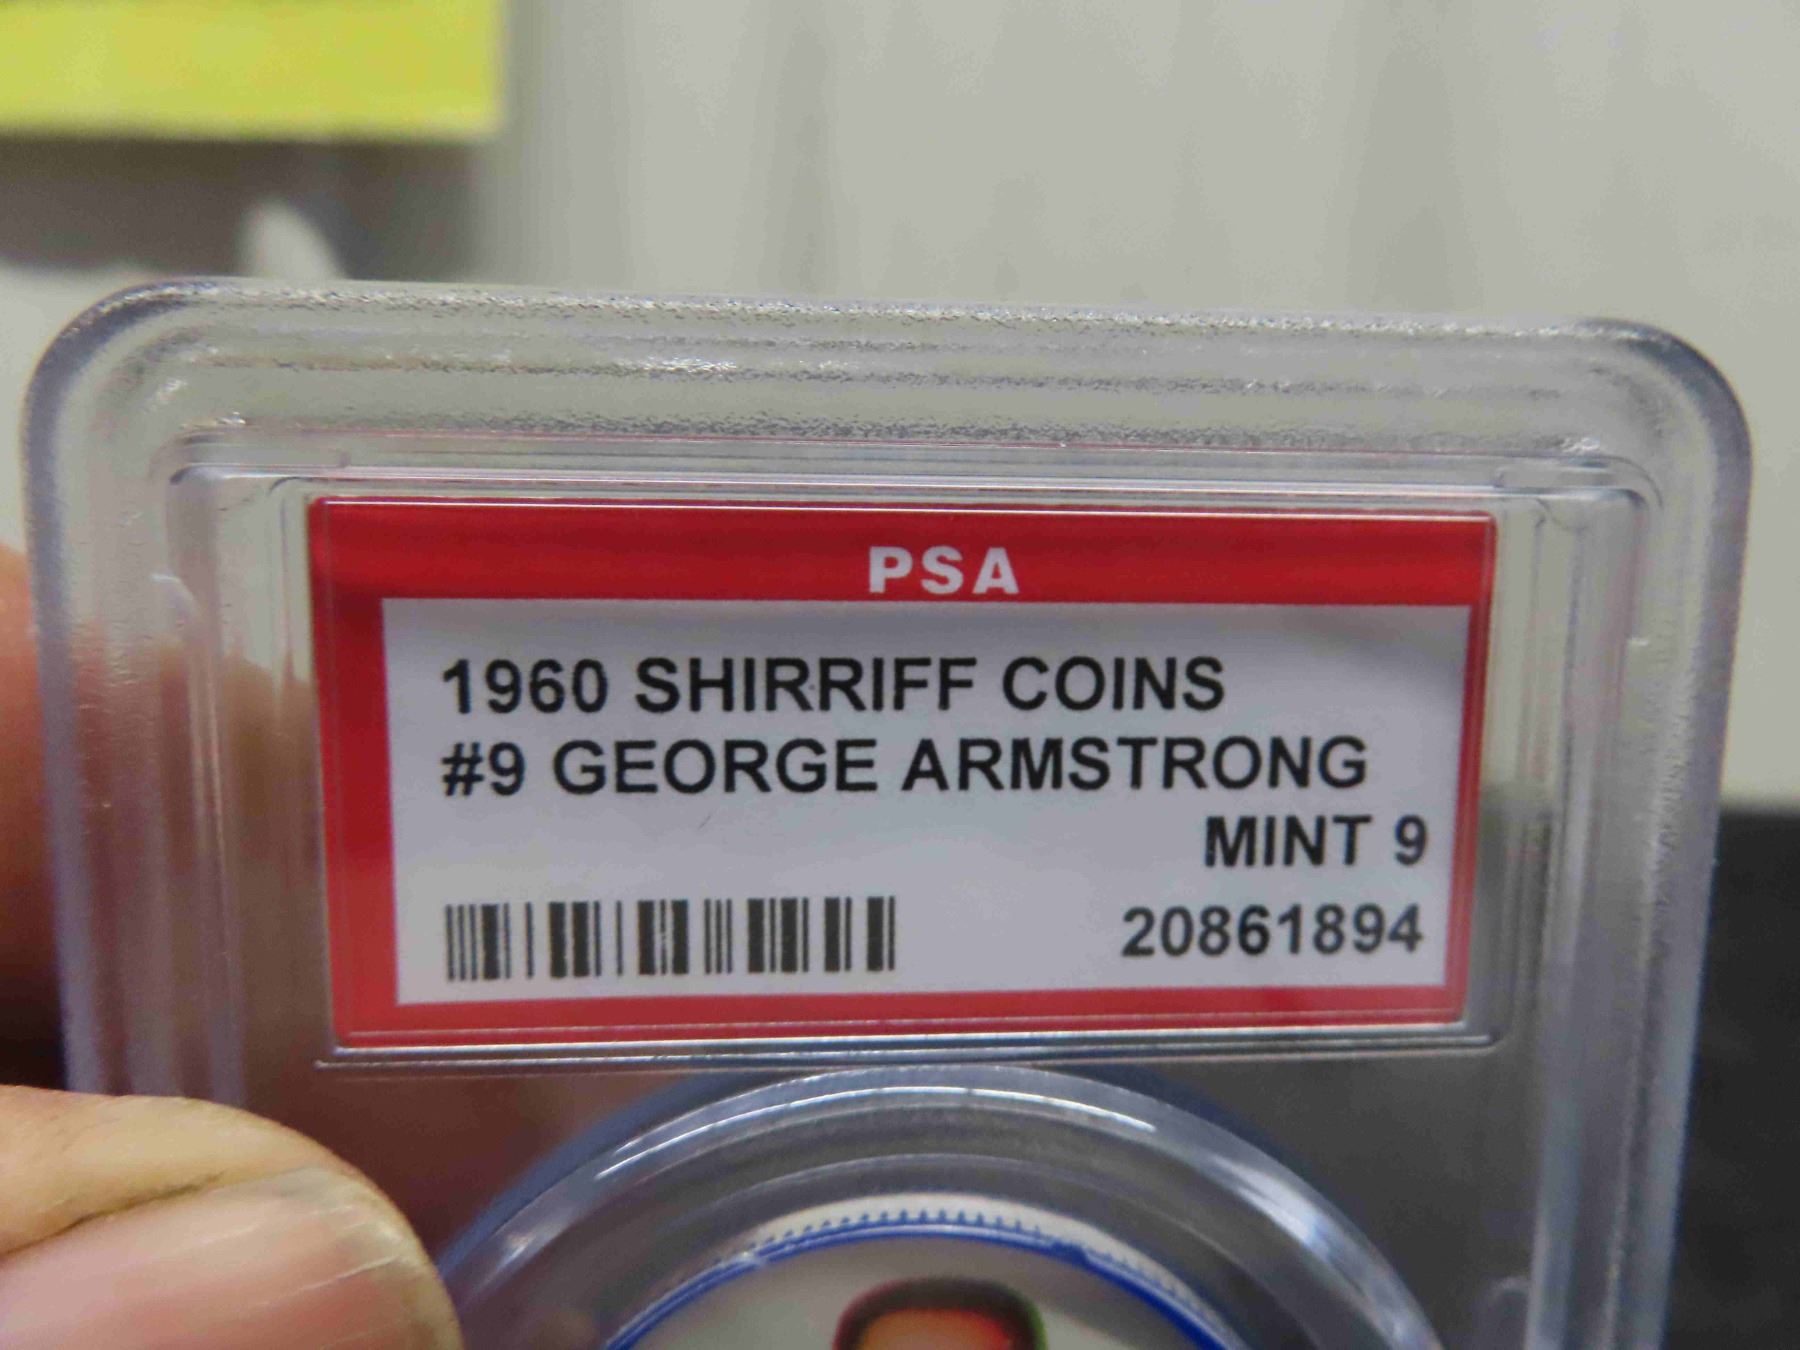 PSA
1960 SHIRRIFF COINS
#9 GEORGE ARMSTRONG
MINT 9
20861894